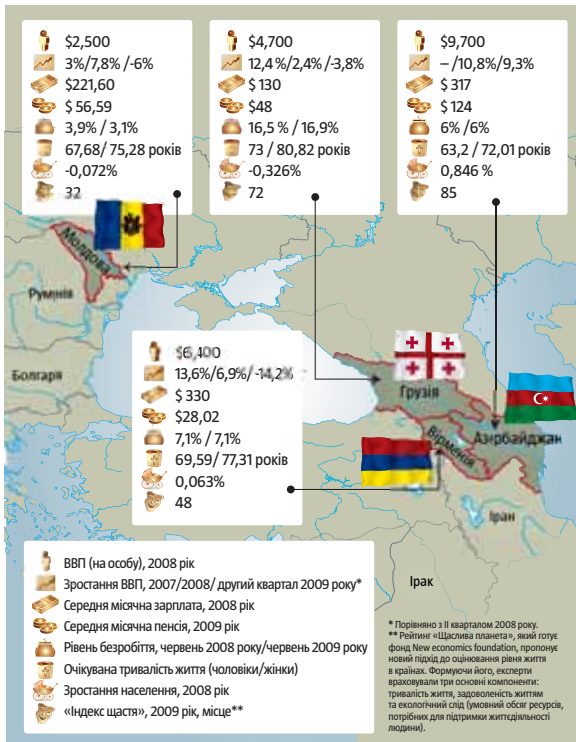 $2,500
3%/7,8% /-6%
$221,60
$ 56,59
3,9% / 3,1%
67,68/ 75,28 років
-0,072%
32
$4,700
12,4 %/2,4% /-3,8%
$ 130
$48
16,5 % / 16,9%
73 / 80,82 років
-0,326%
72
$9,700
– /10,8%/ 9,3%
$ 317
$ 124
6% /6%
63,2 / 72,01 років
0,846 %
85
Молдова
Румунія
Болгарія
$6,400
13,6%/6,9%/ -14,2%
$ 330
$28,02
7,1% / 7,1%
69,59/ 77,31 років
0,063%
48
Грузія
Вірменія
Азербайджан
Іран
Ірак
ВВП (на особу), 2008 рік
Зростання ВВП, 2007/2008/ другий квартал 2009 року*
Середня місячна зарплата, 2008 рік
Середня місячна пенсія, 2009 рік
Рівень безробіття, червень 2008 року/червень 2009 року
Очікувана тривалість життя (чоловіки/жінки)
Зростання населення, 2008 рік
«Індекс щастя», 2009 рік, місце**
* Порівняно з ІІ кварталом 2008 року.
** Рейтинг «Щаслива планета», який готує
фонд New economics foundation, пропонує
новий підхід до оцінювання рівня життя
в країнах. Формуючи його, експерти
враховували три основні компоненти:
тривалість життя, задоволеність життям
та екологічний слід (умовний обсяг ресурсів,
потрібних для підтримки життєдіяльності
людини).